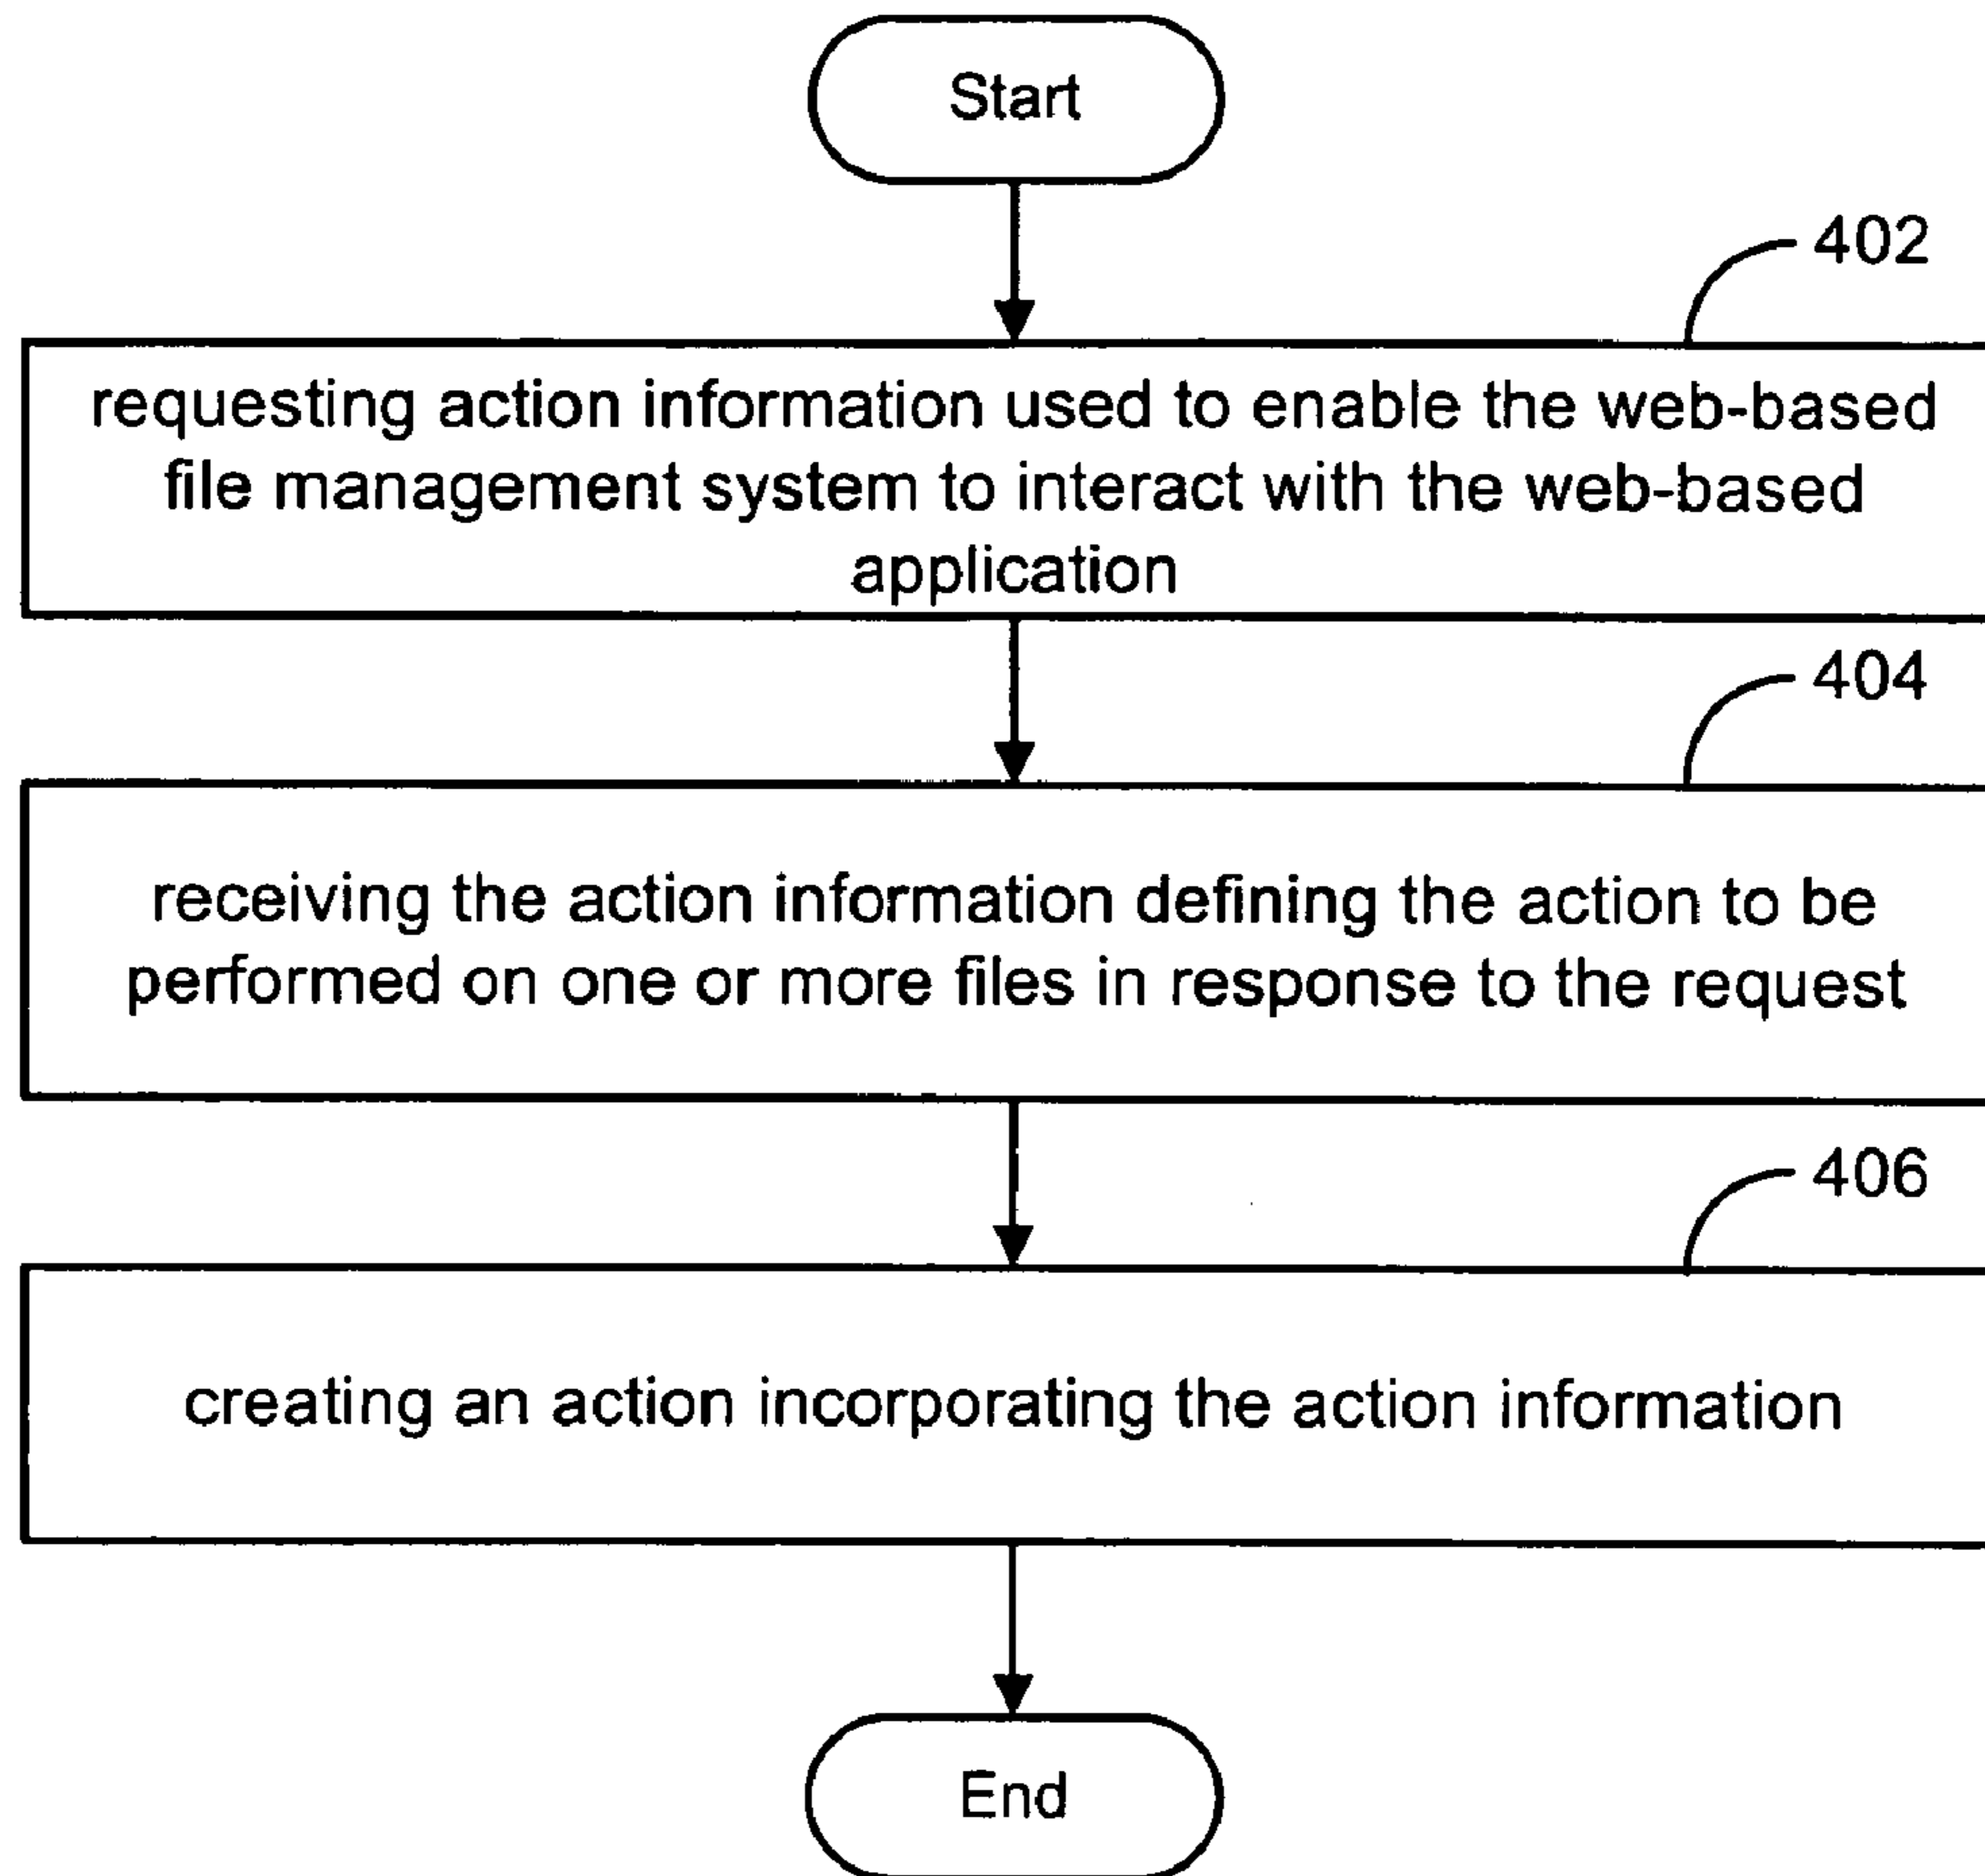 Start
402
requesting action information used to enable the web-based
file management system to interact with the web-based
application
404
receiving the action information defining the action to be
performed on one or more files in response to the request
406
creating an action incorporating the action information
End